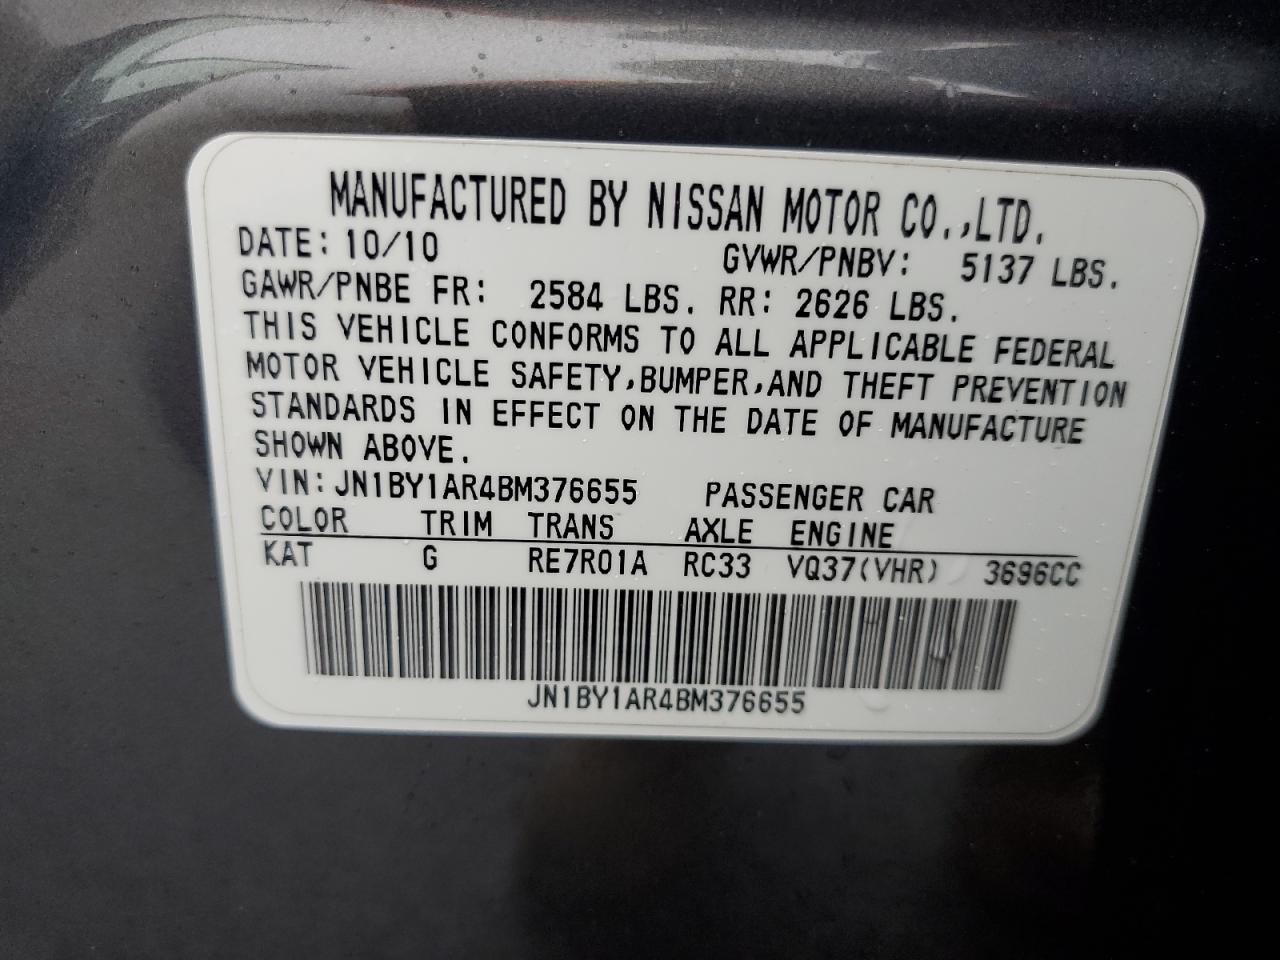 MANUFACTURED BY NISSAN MOTOR CO.,LTD.
DATE: 10/10 GVWR/PNBV: 5137 LBS.
GAWR/PNBE FR: 2584 LBS. RR: 2626 LBS.
THIS VEHICLE CONFORMS TO ALL APPLICABLE FEDERAL
MOTOR VEHICLE SAFETY,BUMPER,AND THEFT PREVENTION
STANDARDS IN EFFECT ON THE DATE OF MANUFACTURE
SHOWN ABOVE.
VIN: JN1BY1AR4BM376655 PASSENGER CAR
COLOR TRIM TRANS AXLE ENGINE
KAT G RE7R01A RC33 VQ37(VHR) 3696CC
JN1BY1AR4BM376655